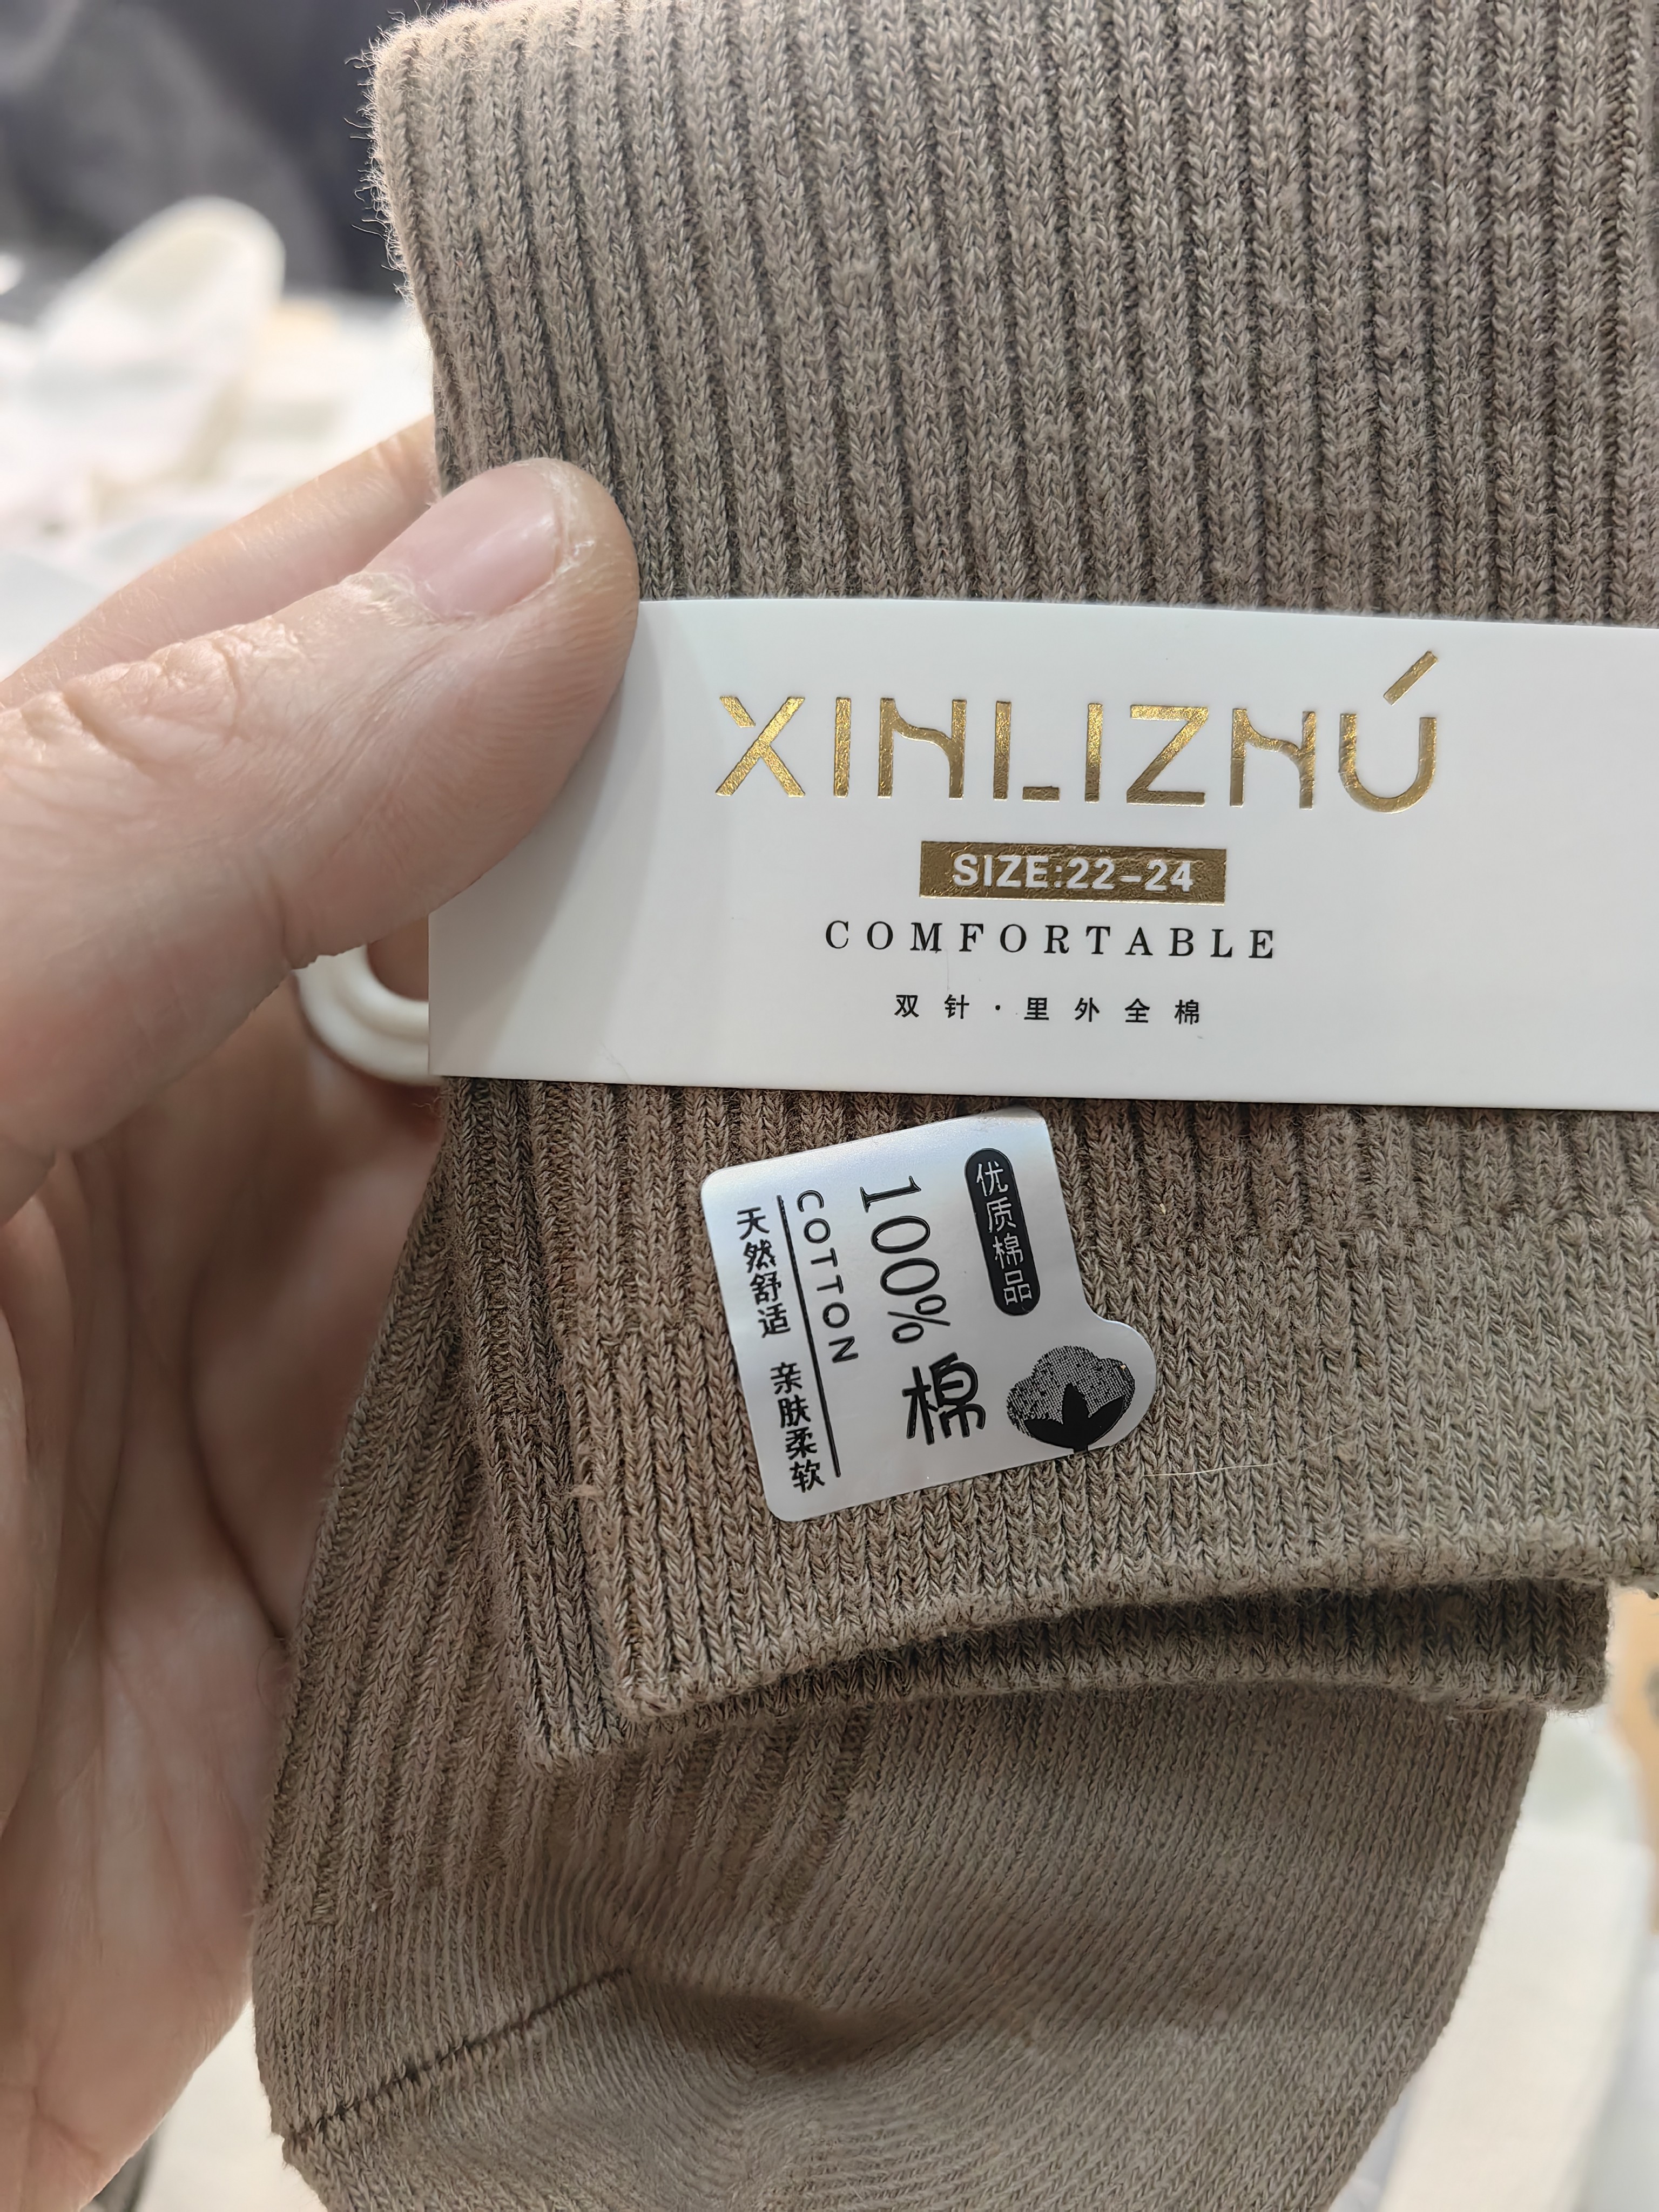 XINLIZNÚ
SIZE:22-24
COMFORTABLE
双针·里外全棉
优质棉品
100%棉
COTTON
天然舒适 亲肤柔软